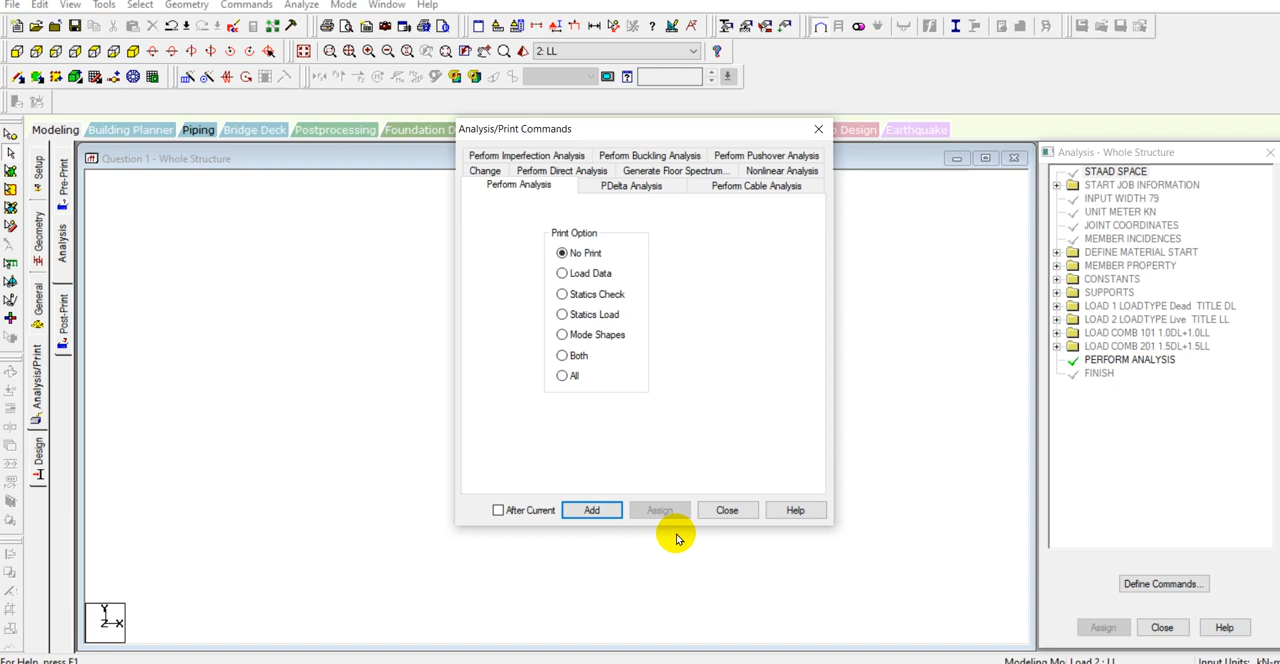 File Edit View Tools Select Geometry Commands Analyze Mode Window Help
2: LL
Modeling Building Planner Piping Bridge Deck Postprocessing Foundation D Design Earthquake
Question 1 - Whole Structure
Setup
Geometry
General
Analysis/Print
Design
Pre-Print
Analysis
Post-Print
Analysis/Print Commands
Perform Imperfection Analysis Perform Buckling Analysis Perform Pushover Analysis
Change Perform Direct Analysis Generate Floor Spectrum... Nonlinear Analysis
Perform Analysis PDelta Analysis Perform Cable Analysis
Print Option
No Print
Load Data
Statics Check
Statics Load
Mode Shapes
Both
All
After Current Add Assign Close Help
Y
Z X
Analysis - Whole Structure
STAAD SPACE
START JOB INFORMATION
INPUT WIDTH 79
UNIT METER KN
JOINT COORDINATES
MEMBER INCIDENCES
DEFINE MATERIAL START
MEMBER PROPERTY
CONSTANTS
SUPPORTS
LOAD 1 LOADTYPE Dead TITLE DL
LOAD 2 LOADTYPE Live TITLE LL
LOAD COMB 101 1.0DL+1.0LL
LOAD COMB 201 1.5DL+1.5LL
PERFORM ANALYSIS
FINISH
Define Commands...
Assign Close Help
For Help, press F1 Modeling Mo Load 2 : LL Input Units: kN-m